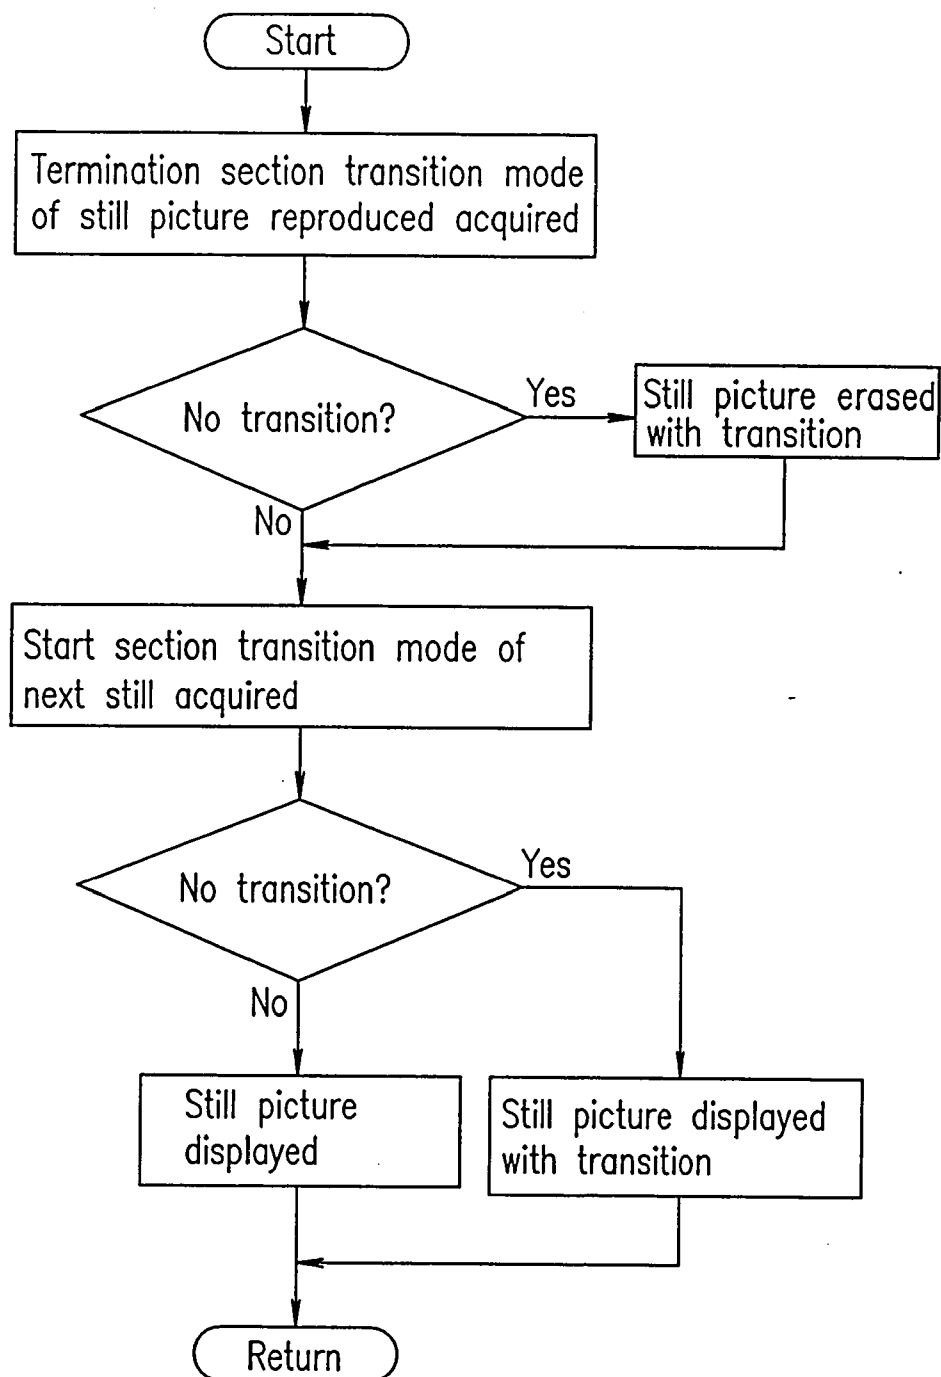 Start
Termination section transition mode
of still picture reproduced acquired
No transition?
Yes
Still picture erased
with transition
No
Start section transition mode of
next still acquired
No transition?
Yes
No
Still picture
displayed
Still picture displayed
with transition
Return